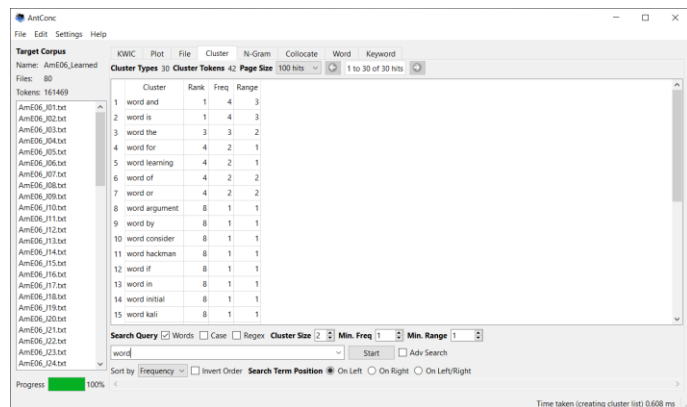 AntConc
File Edit Settings Help
Target Corpus
Name: AmE06_Learned
Files: 80
Tokens: 161469
AmE06_J01.txt
AmE06_J02.txt
AmE06_J03.txt
AmE06_J04.txt
AmE06_J05.txt
AmE06_J06.txt
AmE06_J07.txt
AmE06_J08.txt
AmE06_J09.txt
AmE06_J10.txt
AmE06_J11.txt
AmE06_J12.txt
AmE06_J13.txt
AmE06_J14.txt
AmE06_J15.txt
AmE06_J16.txt
AmE06_J17.txt
AmE06_J18.txt
AmE06_J19.txt
AmE06_J20.txt
AmE06_J21.txt
AmE06_J22.txt
AmE06_J23.txt
AmE06_J24.txt
Progress 100%
KWIC Plot File Cluster N-Gram Collocate Word Keyword
Cluster Types 30 Cluster Tokens 42 Page Size 100 hits 1 to 30 of 30 hits
Cluster Rank Freq Range
1 word and 1 4 3
2 word is 1 4 3
3 word the 3 3 2
4 word for 4 2 1
5 word learning 4 2 1
6 word of 4 2 2
7 word or 4 2 2
8 word argument 8 1 1
9 word by 8 1 1
10 word consider 8 1 1
11 word hackman 8 1 1
12 word if 8 1 1
13 word in 8 1 1
14 word initial 8 1 1
15 word kali 8 1 1
Search Query Words Case Regex Cluster Size 2 Min. Freq 1 Min. Range 1
word Start Adv Search
Sort by Frequency Invert Order Search Term Position On Left On Right On Left/Right
Time taken (creating cluster list) 0.608 ms